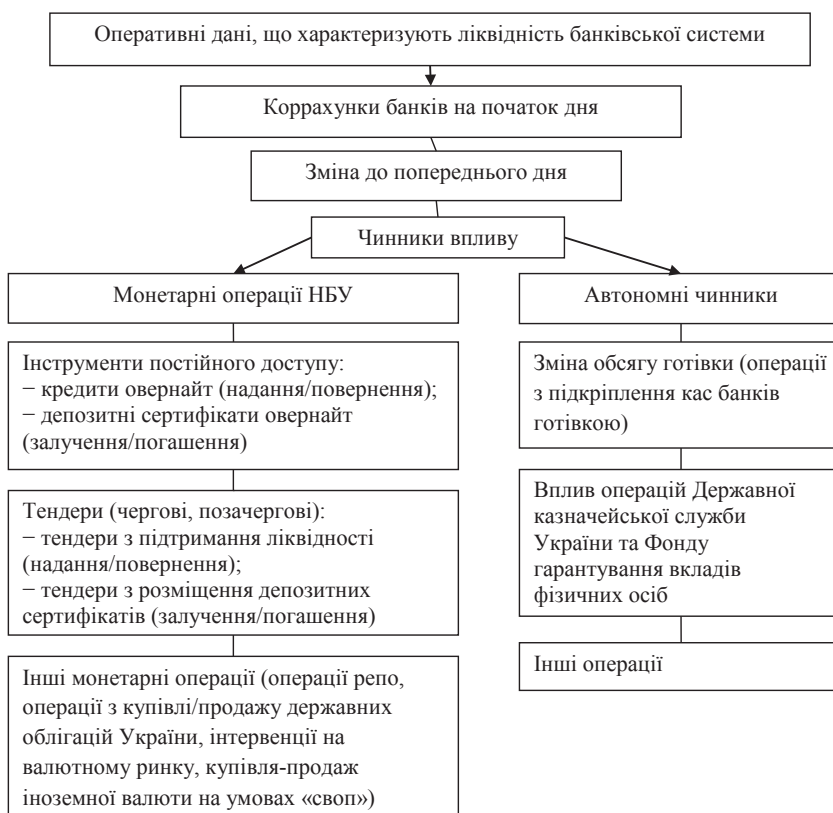 Оперативні дані, що характеризують ліквідність банківської системи
Коррахунки банків на початок дня
Зміна до попереднього дня
Чинники впливу
Монетарні операції НБУ
Інструменти постійного доступу:
− кредити овернайт (надання/повернення);
− депозитні сертифікати овернайт
(залучення/погашення)
Тендери (чергові, позачергові):
− тендери з підтримання ліквідності
(надання/повернення);
− тендери з розміщення депозитних
сертифікатів (залучення/погашення)
Інші монетарні операції (операції репо,
операції з купівлі/продажу державних
облігацій України, інтервенції на
валютному ринку, купівля-продаж
іноземної валюти на умовах «своп»)
Автономні чинники
Зміна обсягу готівки (операції
з підкріплення кас банків
готівкою)
Вплив операцій Державної
казначейської служби
України та Фонду
гарантування вкладів
фізичних осіб
Інші операції